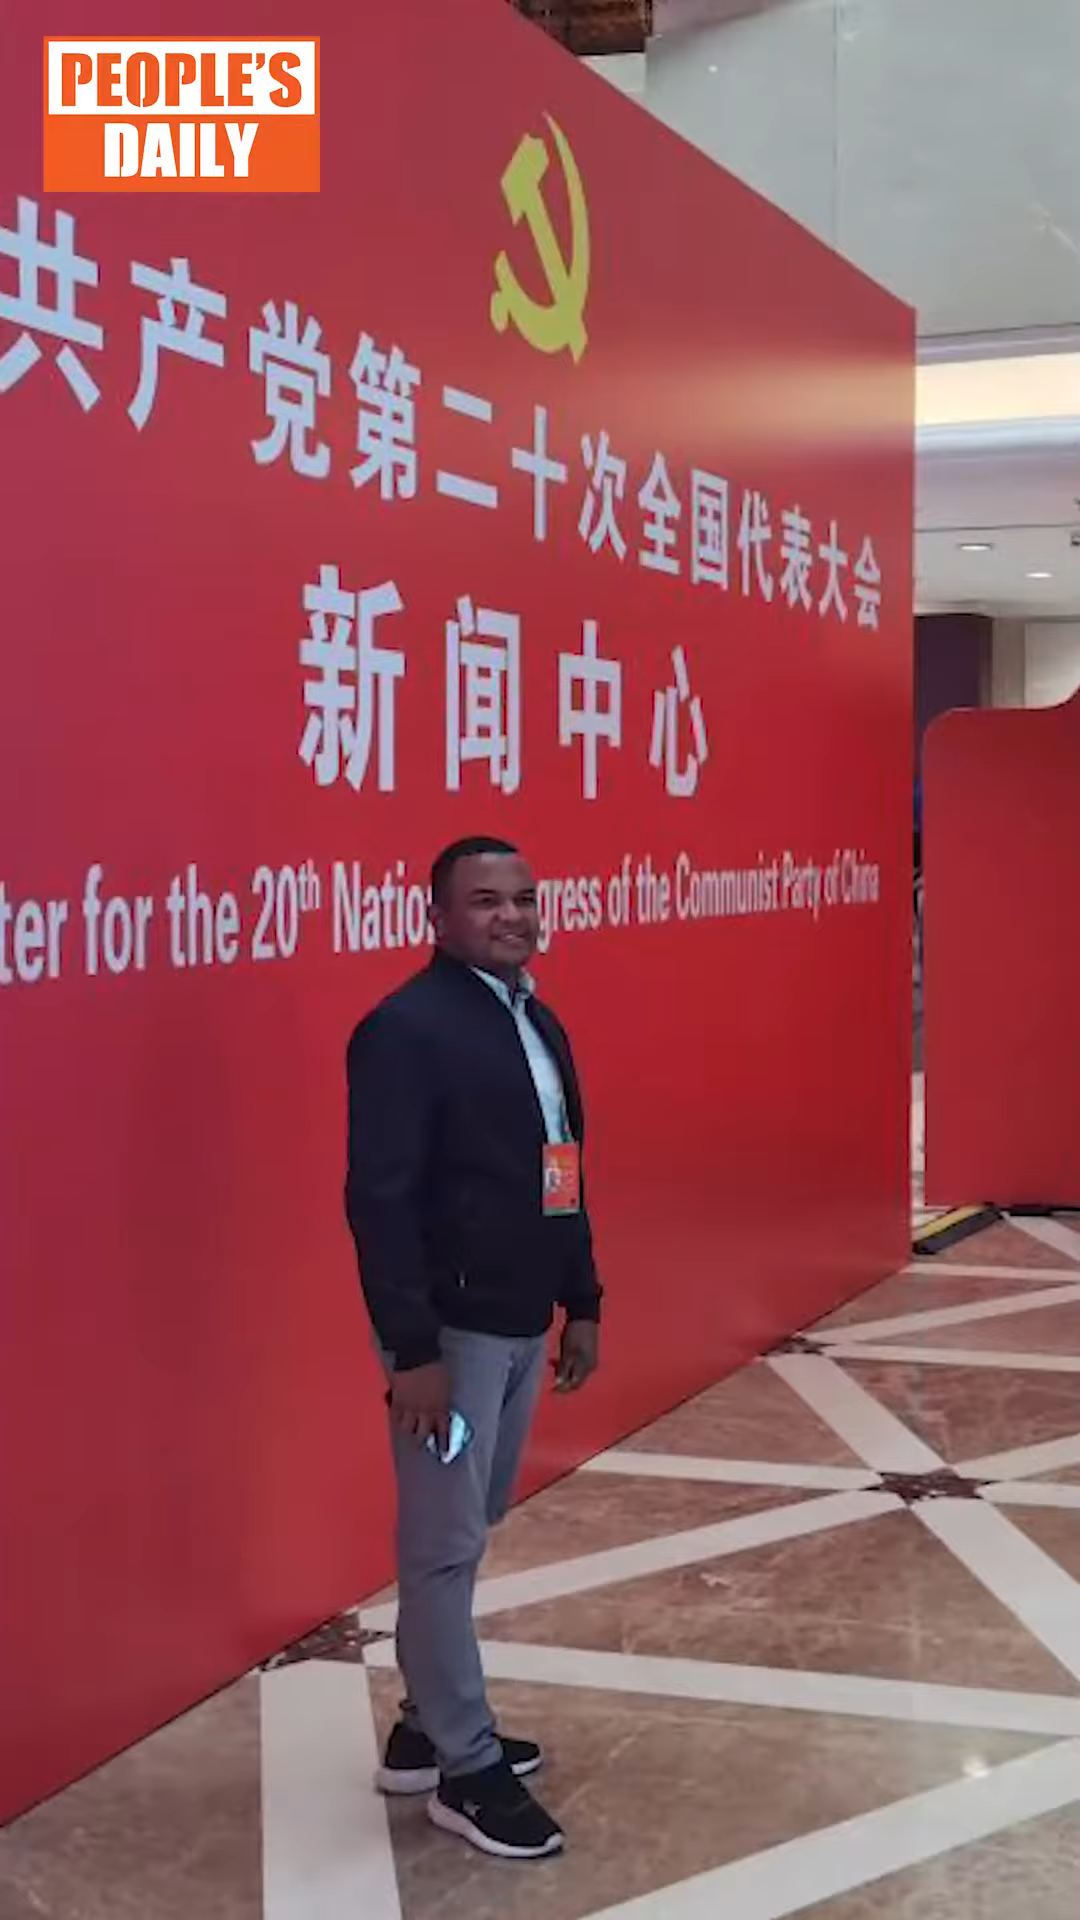 PEOPLE'S
DAILY
共产党第二十次全国代表大会
新闻中心
ter for the 20th Natio gress of the Communist Party of China